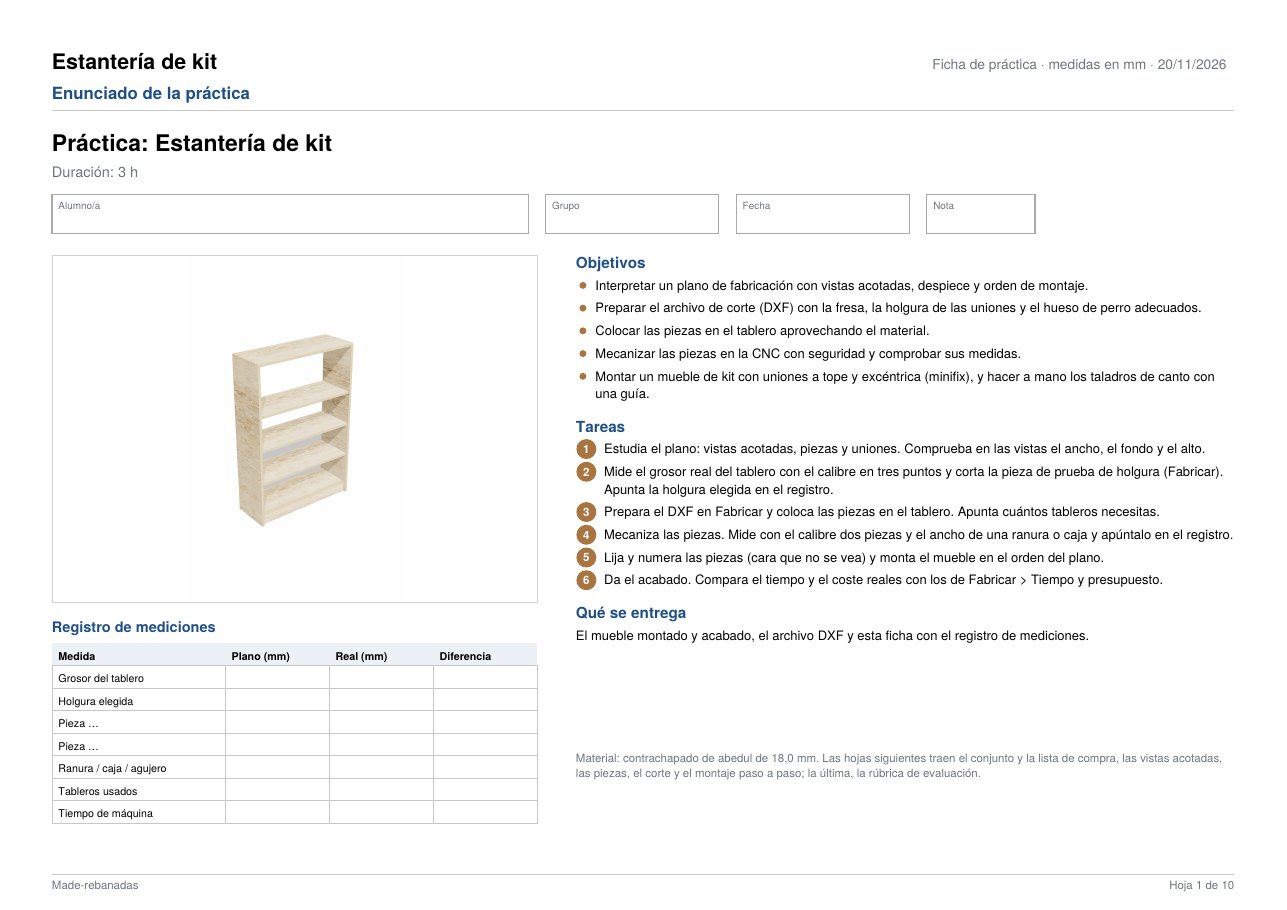 Estantería de kit
Ficha de práctica · medidas en mm · 20/11/2026
Enunciado de la práctica
Práctica: Estantería de kit
Duración: 3 h
Alumno/a
Grupo
Fecha
Nota
Objetivos
Interpretar un plano de fabricación con vistas acotadas, despiece y orden de montaje.
Preparar el archivo de corte (DXF) con la fresa, la holgura de las uniones y el hueso de perro adecuados.
Colocar las piezas en el tablero aprovechando el material.
Mecanizar las piezas en la CNC con seguridad y comprobar sus medidas.
Montar un mueble de kit con uniones a tope y excéntrica (minifix), y hacer a mano los taladros de canto con
una guía.
Tareas
1 Estudia el plano: vistas acotadas, piezas y uniones. Comprueba en las vistas el ancho, el fondo y el alto.
2 Mide el grosor real del tablero con el calibre en tres puntos y corta la pieza de prueba de holgura (Fabricar).
Apunta la holgura elegida en el registro.
3 Prepara el DXF en Fabricar y coloca las piezas en el tablero. Apunta cuántos tableros necesitas.
4 Mecaniza las piezas. Mide con el calibre dos piezas y el ancho de una ranura o caja y apúntalo en el registro.
5 Lija y numera las piezas (cara que no se vea) y monta el mueble en el orden del plano.
6 Da el acabado. Compara el tiempo y el coste reales con los de Fabricar > Tiempo y presupuesto.
Qué se entrega
El mueble montado y acabado, el archivo DXF y esta ficha con el registro de mediciones.
Material: contrachapado de abedul de 18,0 mm. Las hojas siguientes traen el conjunto y la lista de compra, las vistas acotadas,
las piezas, el corte y el montaje paso a paso; la última, la rúbrica de evaluación.
Registro de mediciones
Medida Plano (mm) Real (mm) Diferencia
Grosor del tablero
Holgura elegida
Pieza …
Pieza …
Ranura / caja / agujero
Tableros usados
Tiempo de máquina
Made-rebanadas
Hoja 1 de 10